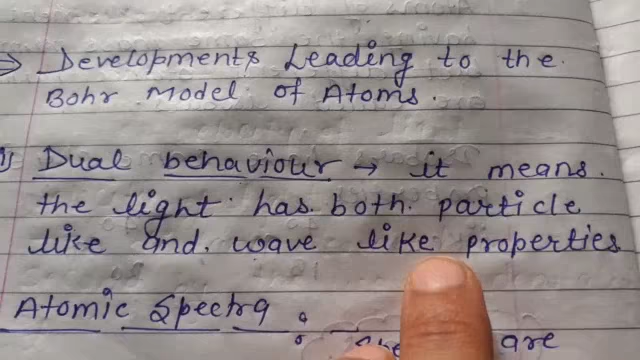 ⇒ Developments Leading to the
Bohr Model of Atoms.
1) Dual behaviour → it means
the light has both particle
like and wave like properties
Atomic Spectra :
are